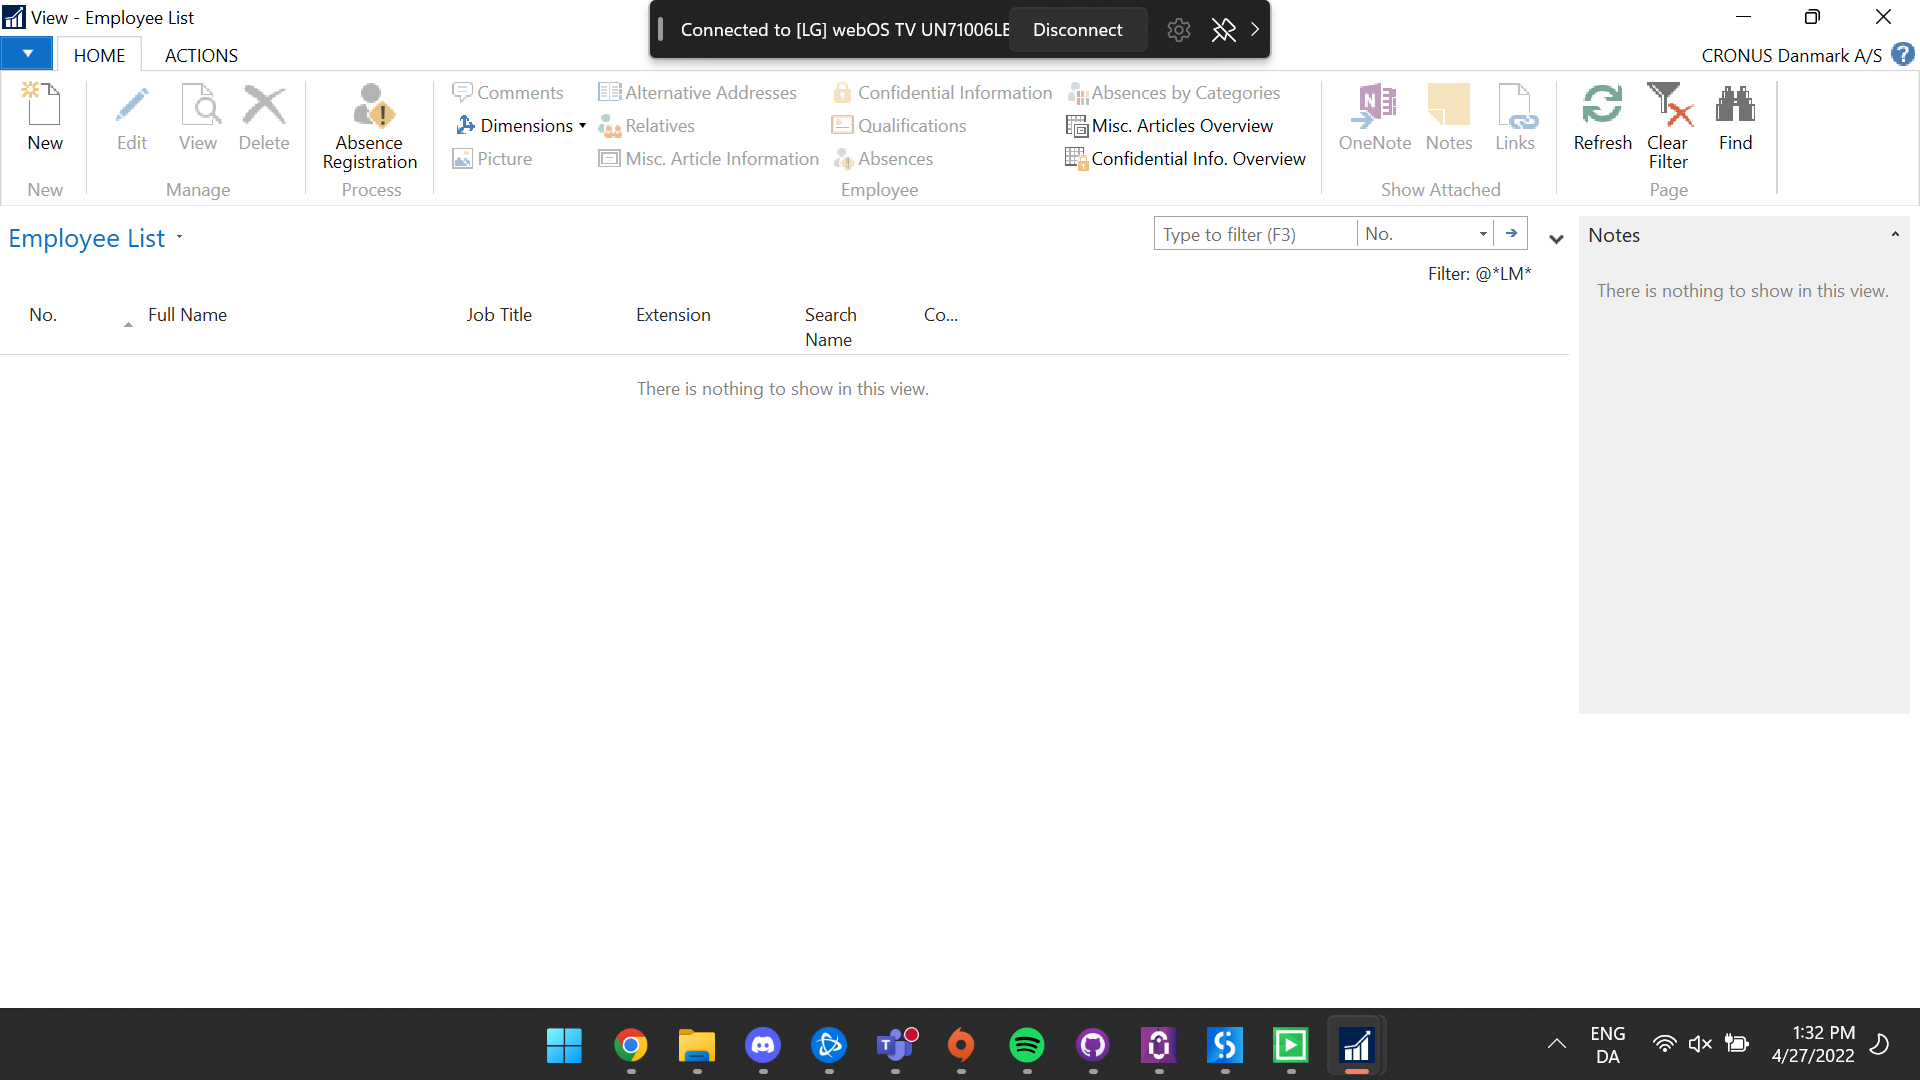 View - Employee List
Connected to [LG] webOS TV UN71006LE
Disconnect
HOME
ACTIONS
CRONUS Danmark A/S
New
Edit
View
Delete
Absence
Registration
Comments
Dimensions
Picture
Alternative Addresses
Relatives
Misc. Article Information
Confidential Information
Qualifications
Absences
Absences by Categories
Misc. Articles Overview
Confidential Info. Overview
OneNote
Notes
Links
Refresh
Clear
Filter
Find
New
Manage
Process
Employee
Show Attached
Page
Employee List
Type to filter (F3)
No.
Filter: @*LM*
Notes
There is nothing to show in this view.
No.
Full Name
Job Title
Extension
Search
Name
Co...
There is nothing to show in this view.
ENG
DA
1:32 PM
4/27/2022